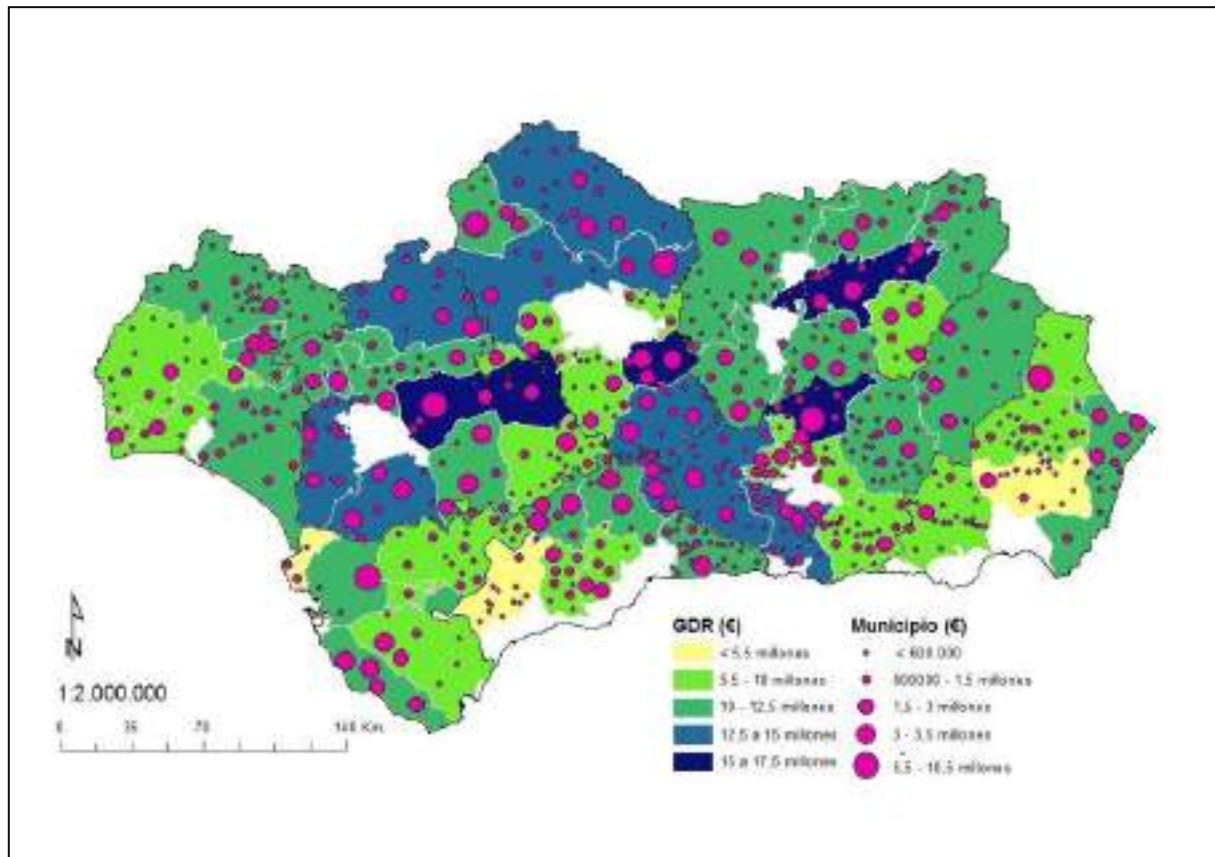 N
1:2.000.000
0 35 70 140 Km
GDR (€)
< 5.5 millones
5.5 - 10 millones
10 - 12.5 millones
12.5 a 15 millones
15 a 17.5 millones
Municipio (€)
< 600.000
600000 - 1.5 millones
1,5 - 3 millones
3 - 3,5 millones
5,5 - 10,5 millones